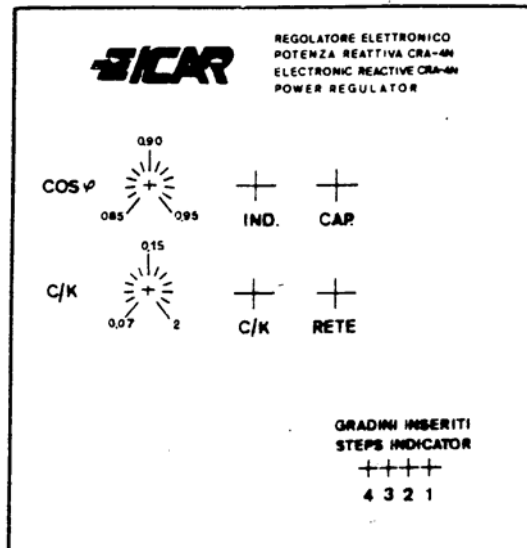 ICAR
REGOLATORE ELETTRONICO
POTENZA REATTIVA CRA-4N
ELECTRONIC REACTIVE CRA-4N
POWER REGULATOR
0,90
COS φ
0,85 0,95 IND. CAP.
0,15
C/K
0,07 2 C/K RETE
GRADINI INSERITI
STEPS INDICATOR
4 3 2 1